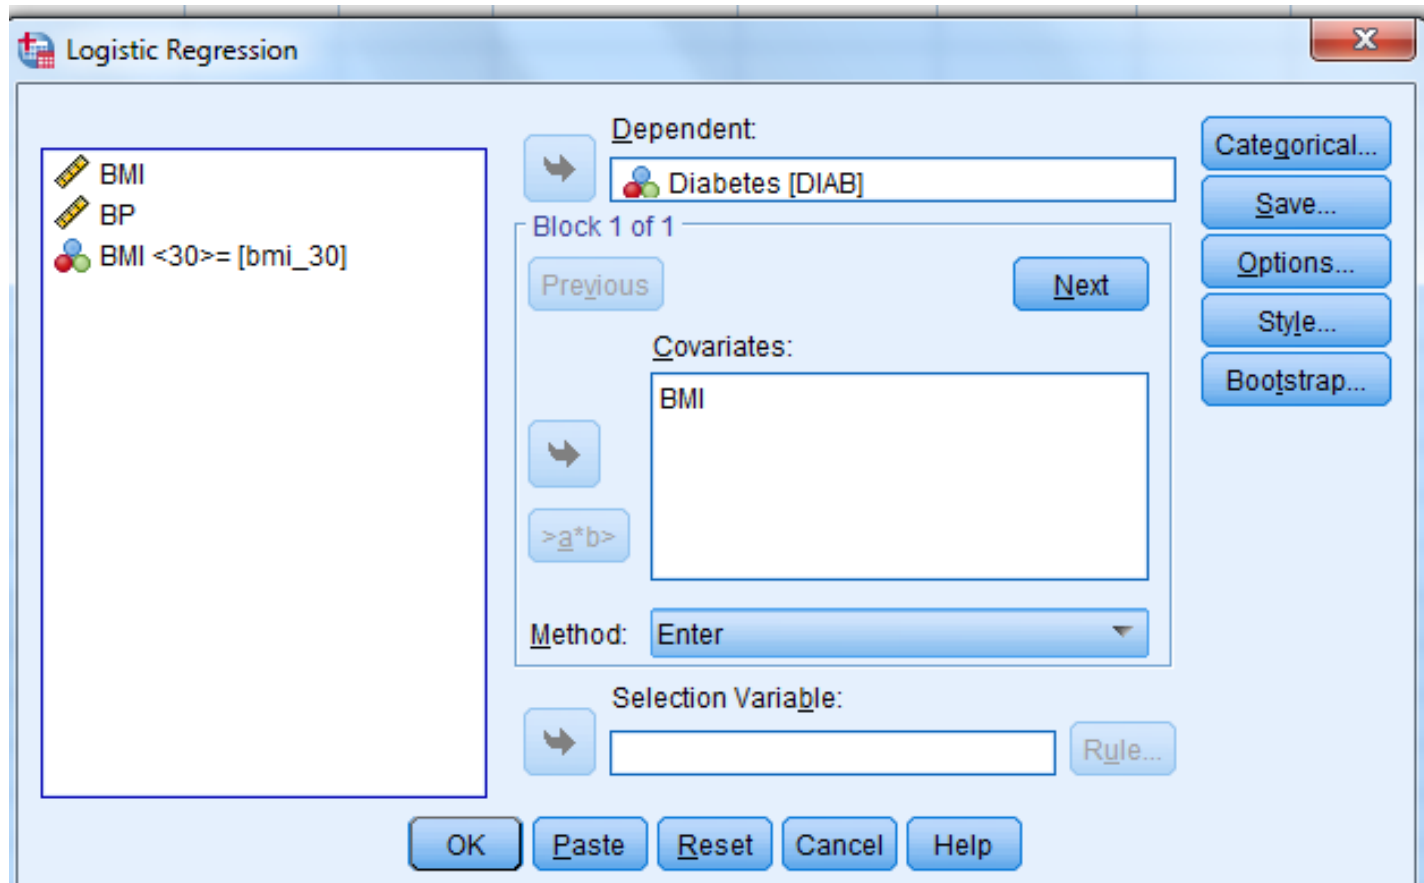 Logistic Regression
BMI
BP
BMI <30>= [bmi_30]
Dependent:
Diabetes [DIAB]
Block 1 of 1
Previous
Next
Covariates:
BMI
>a*b>
Method:
Enter
Selection Variable:
Rule...
Categorical...
Save...
Options...
Style...
Bootstrap...
OK
Paste
Reset
Cancel
Help